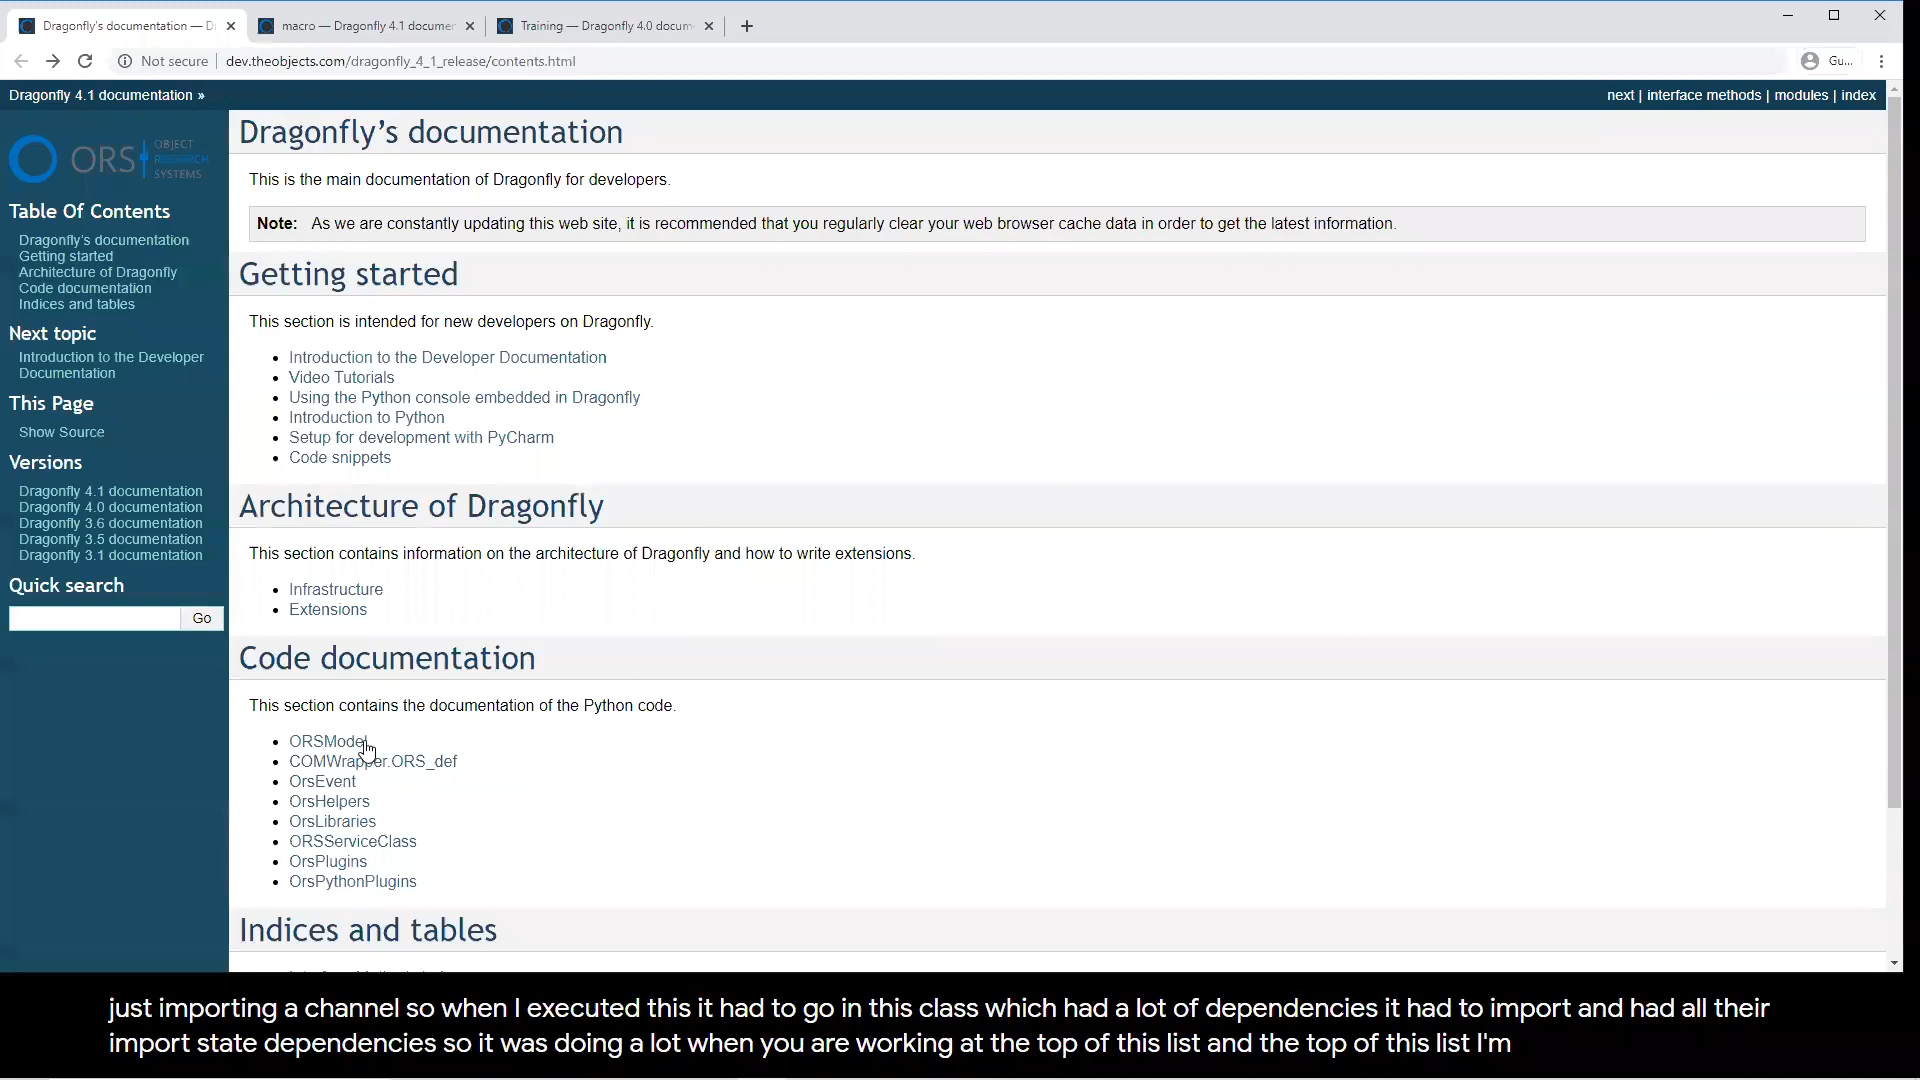 Dragonfly's documentation — D
macro — Dragonfly 4.1 documen
Training — Dragonfly 4.0 docum
Not secure
dev.theobjects.com/dragonfly_4_1_release/contents.html
Gu...
Dragonfly 4.1 documentation »
next | interface methods | modules | index
ORS
OBJECT
RESEARCH
SYSTEMS
Table Of Contents
Dragonfly's documentation
Getting started
Architecture of Dragonfly
Code documentation
Indices and tables
Next topic
Introduction to the Developer
Documentation
This Page
Show Source
Versions
Dragonfly 4.1 documentation
Dragonfly 4.0 documentation
Dragonfly 3.6 documentation
Dragonfly 3.5 documentation
Dragonfly 3.1 documentation
Quick search
Go
Dragonfly's documentation
This is the main documentation of Dragonfly for developers.
Note: As we are constantly updating this web site, it is recommended that you regularly clear your web browser cache data in order to get the latest information.
Getting started
This section is intended for new developers on Dragonfly.
Introduction to the Developer Documentation
Video Tutorials
Using the Python console embedded in Dragonfly
Introduction to Python
Setup for development with PyCharm
Code snippets
Architecture of Dragonfly
This section contains information on the architecture of Dragonfly and how to write extensions.
Infrastructure
Extensions
Code documentation
This section contains the documentation of the Python code.
ORSModel
COMWrapper.ORS_def
OrsEvent
OrsHelpers
OrsLibraries
ORSServiceClass
OrsPlugins
OrsPythonPlugins
Indices and tables
just importing a channel so when I executed this it had to go in this class which had a lot of dependencies it had to import and had all their
import state dependencies so it was doing a lot when you are working at the top of this list and the top of this list I'm